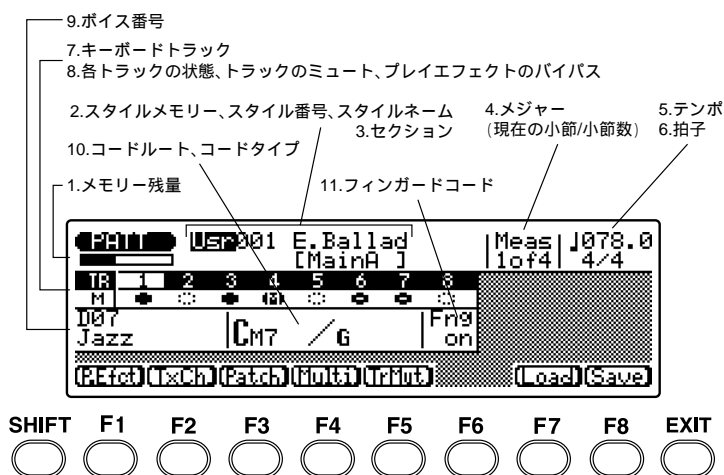 9.ボイス番号
7.キーボードトラック
8.各トラックの状態、トラックのミュート、プレイエフェクトのバイパス
2.スタイルメモリー、スタイル番号、スタイルネーム
3.セクション
4.メジャー
(現在の小節/小節数)
5.テンポ
6.拍子
10.コードルート、コードタイプ
1.メモリー残量
11.フィンガードコード
PATT Usr001 E.Ballad Meas ♩078.0
[MainA ] 1of4 4/4
TR 1 2 3 4 5 6 7 8
M
D07 Fng
Jazz CM7 /G on
(P.Efct) (TxCh) (Patch) (Multi) (TrMut) (Load) (Save)
SHIFT F1 F2 F3 F4 F5 F6 F7 F8 EXIT